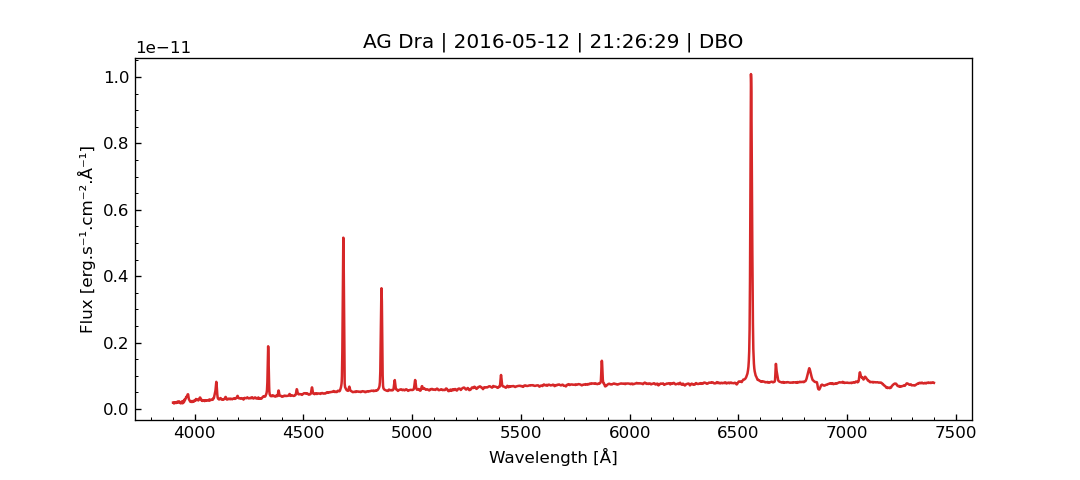 AG Dra | 2016-05-12 | 21:26:29 | DBO
1e−11
1.0
0.8
0.6
0.4
0.2
0.0
Flux [erg.s⁻¹.cm⁻².Å⁻¹]
4000 4500 5000 5500 6000 6500 7000 7500
Wavelength [Å]